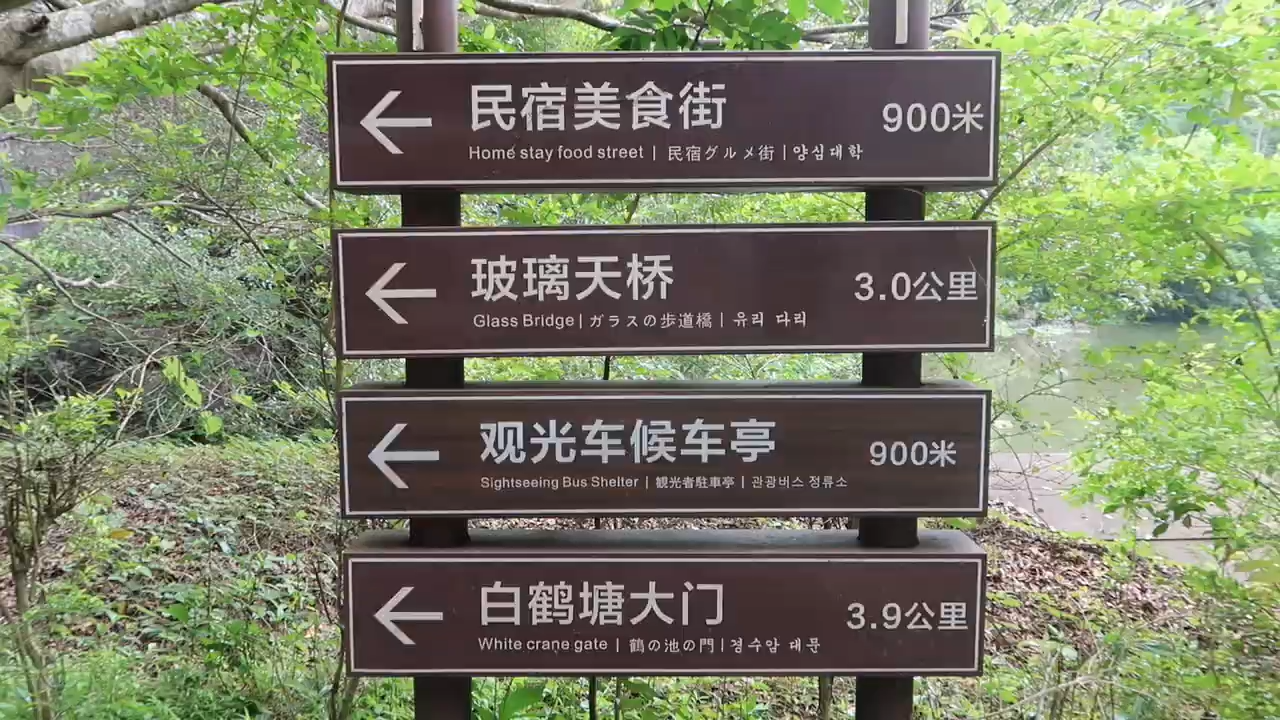 民宿美食街 900米
Home stay food street | 民宿グルメ街 | 양심대학
玻璃天桥 3.0公里
Glass Bridge | ガラスの歩道橋 | 유리 다리
观光车候车亭 900米
Sightseeing Bus Shelter | 観光者駐車亭 | 관광버스 정류소
白鹤塘大门 3.9公里
White crane gate | 鶴の池の門 | 경수암 대문